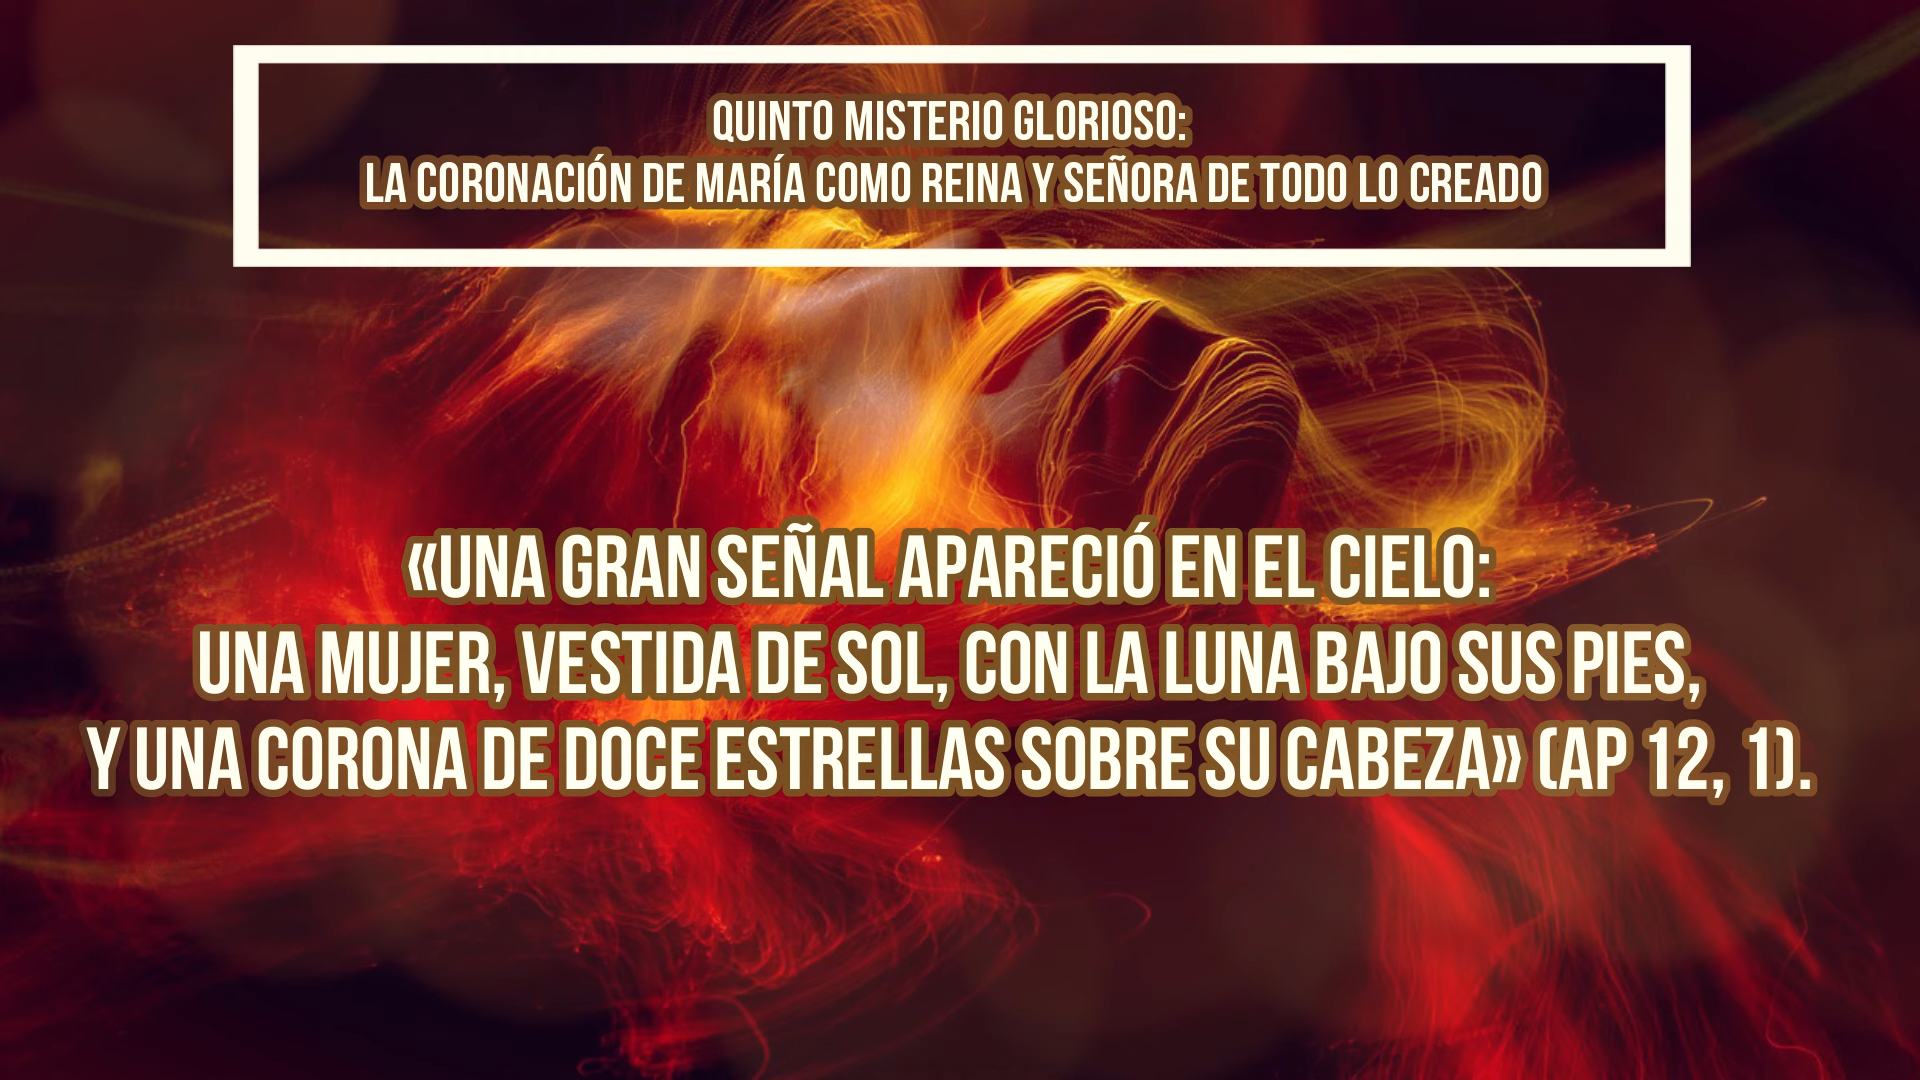 QUINTO MISTERIO GLORIOSO:
LA CORONACIÓN DE MARÍA COMO REINA Y SEÑORA DE TODO LO CREADO
«UNA GRAN SEÑAL APARECIÓ EN EL CIELO:
UNA MUJER, VESTIDA DE SOL, CON LA LUNA BAJO SUS PIES,
Y UNA CORONA DE DOCE ESTRELLAS SOBRE SU CABEZA» (AP 12, 1).